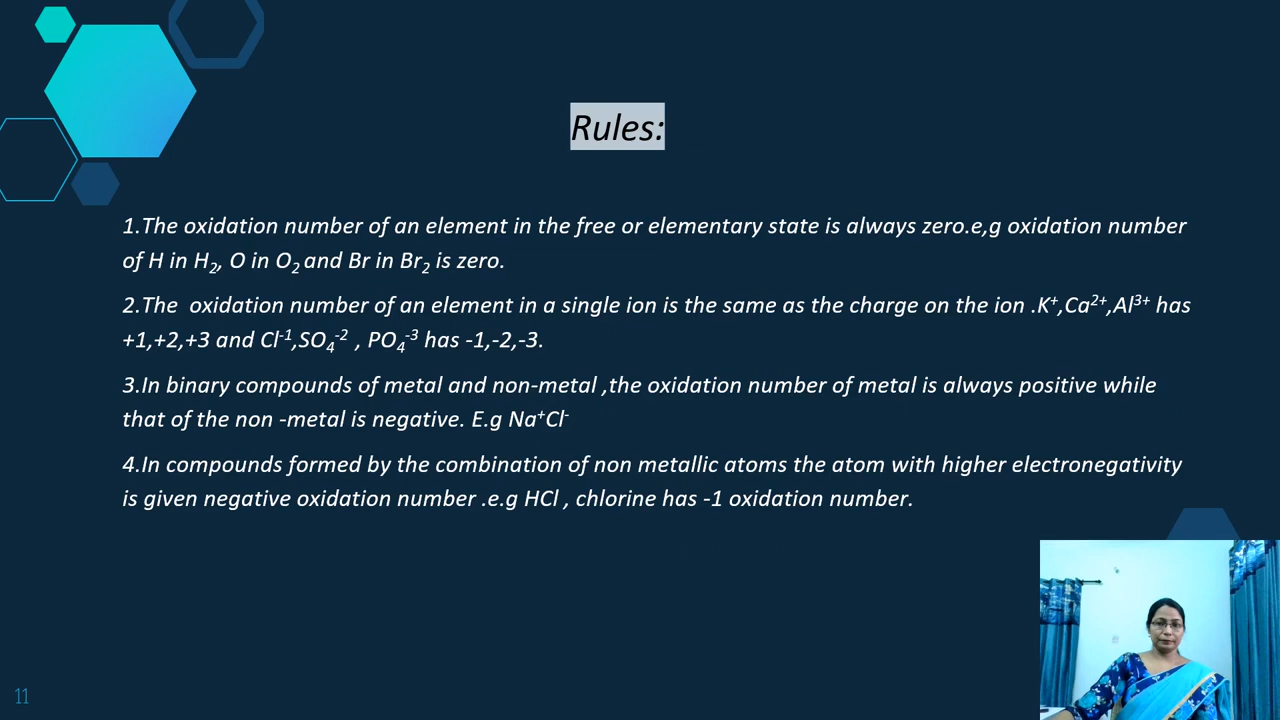 Rules:
1.The oxidation number of an element in the free or elementary state is always zero.e,g oxidation number
of H in H₂, O in O₂ and Br in Br₂ is zero.
2.The  oxidation number of an element in a single ion is the same as the charge on the ion .K⁺,Ca²⁺,Al³⁺ has
+1,+2,+3 and Cl⁻¹,SO₄⁻² , PO₄⁻³ has -1,-2,-3.
3.In binary compounds of metal and non-metal ,the oxidation number of metal is always positive while
that of the non -metal is negative. E.g Na⁺Cl⁻
4.In compounds formed by the combination of non metallic atoms the atom with higher electronegativity
is given negative oxidation number .e.g HCl , chlorine has -1 oxidation number.
11